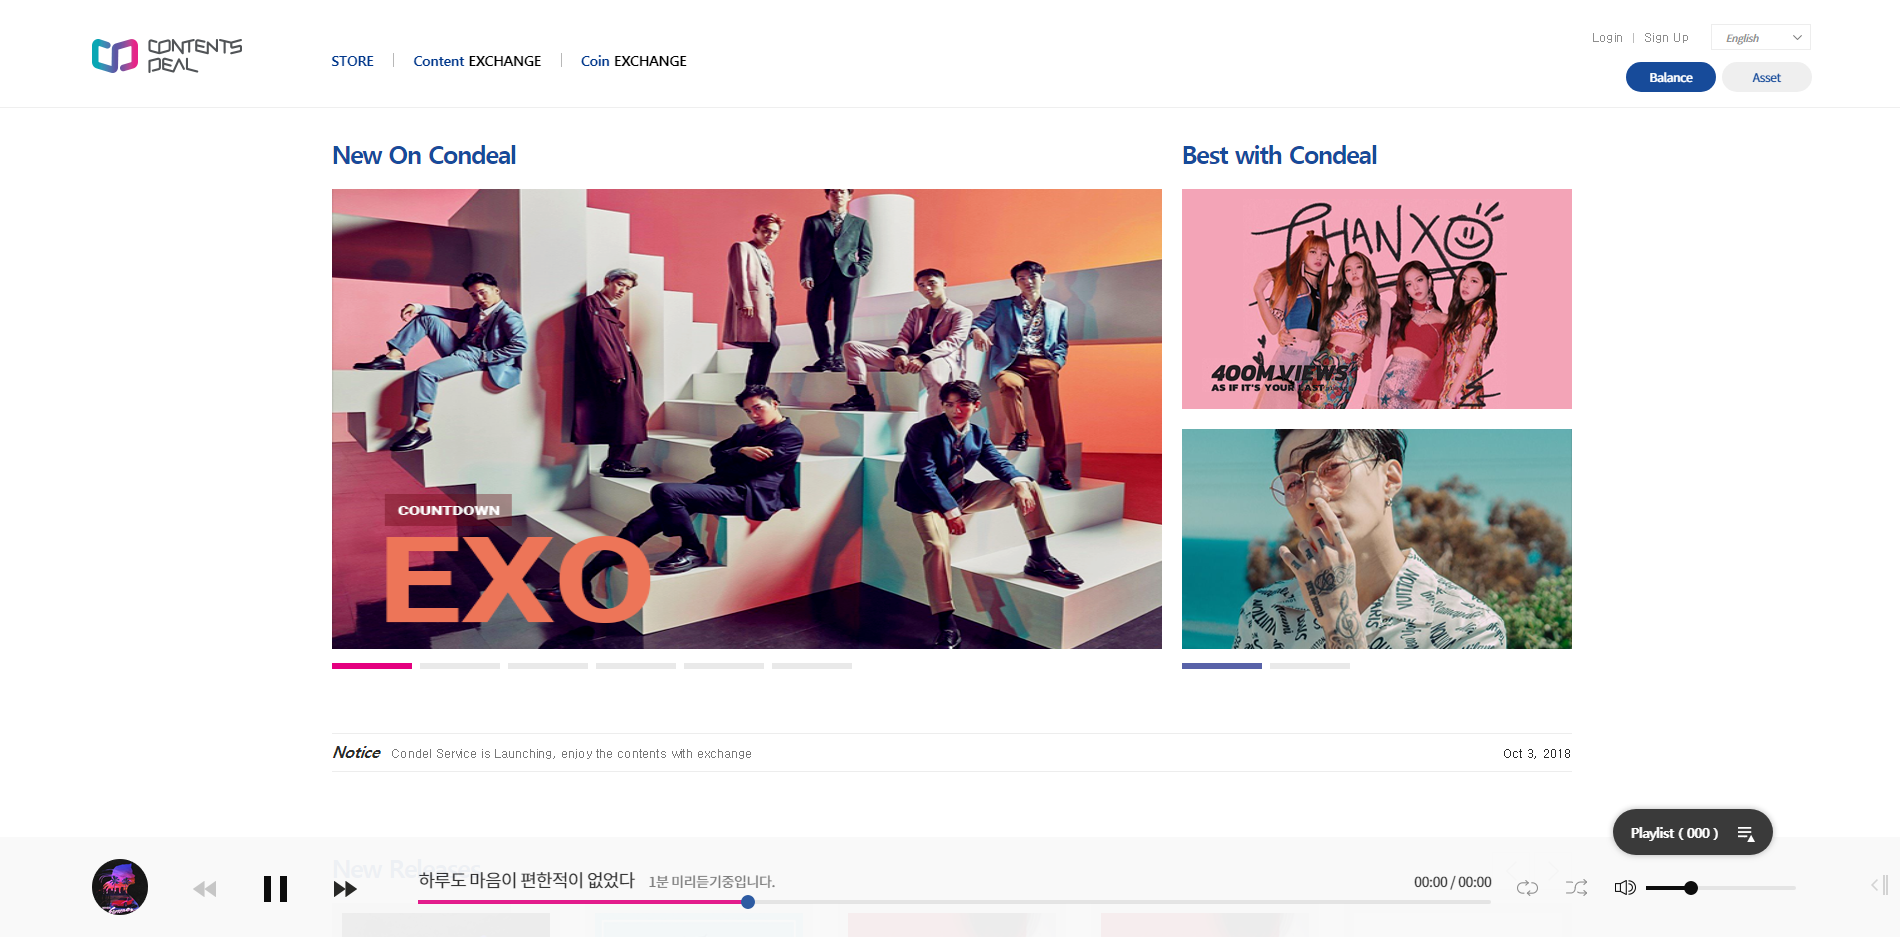 CONTENTS
DEAL
STORE
Content EXCHANGE
Coin EXCHANGE
Login
Sign Up
English
Balance
Asset
New On Condeal
Best with Condeal
COUNTDOWN
EXO
THANXO
400M VIEWS
AS IF IT'S YOUR LAST
Notice
Condel Service is Launching, enjoy the contents with exchange
Oct 3, 2018
Playlist ( 000 )
New Releases
하루도 마음이 편한적이 없었다
1분 미리듣기중입니다.
00:00 / 00:00